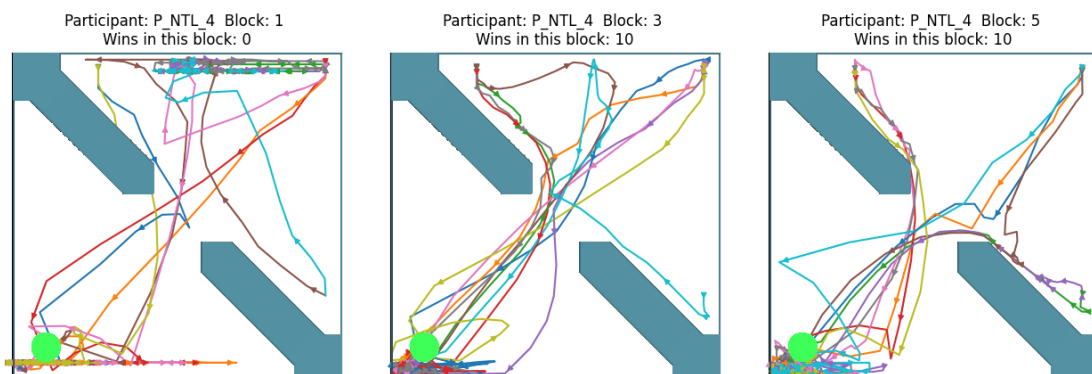 Participant: P_NTL_4  Block: 1
Wins in this block: 0
Participant: P_NTL_4  Block: 3
Wins in this block: 10
Participant: P_NTL_4  Block: 5
Wins in this block: 10